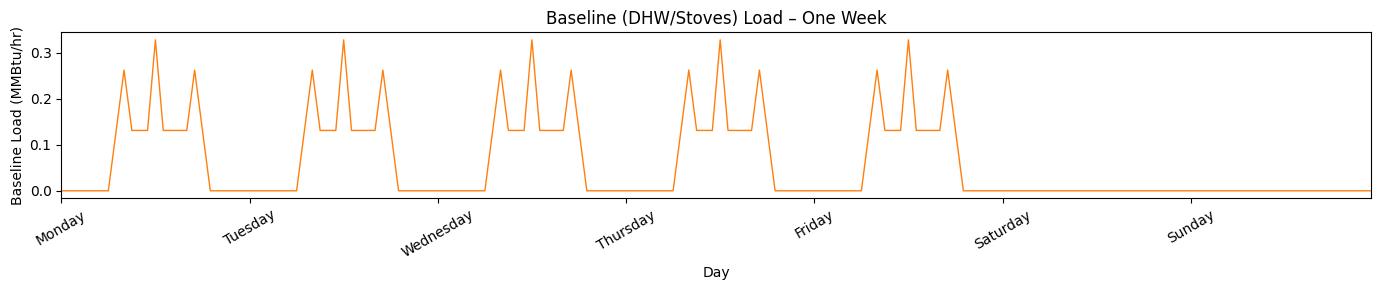 Baseline (DHW/Stoves) Load – One Week
Baseline Load (MMBtu/hr)
0.3
0.2
0.1
0.0
Monday
Tuesday
Wednesday
Thursday
Friday
Saturday
Sunday
Day